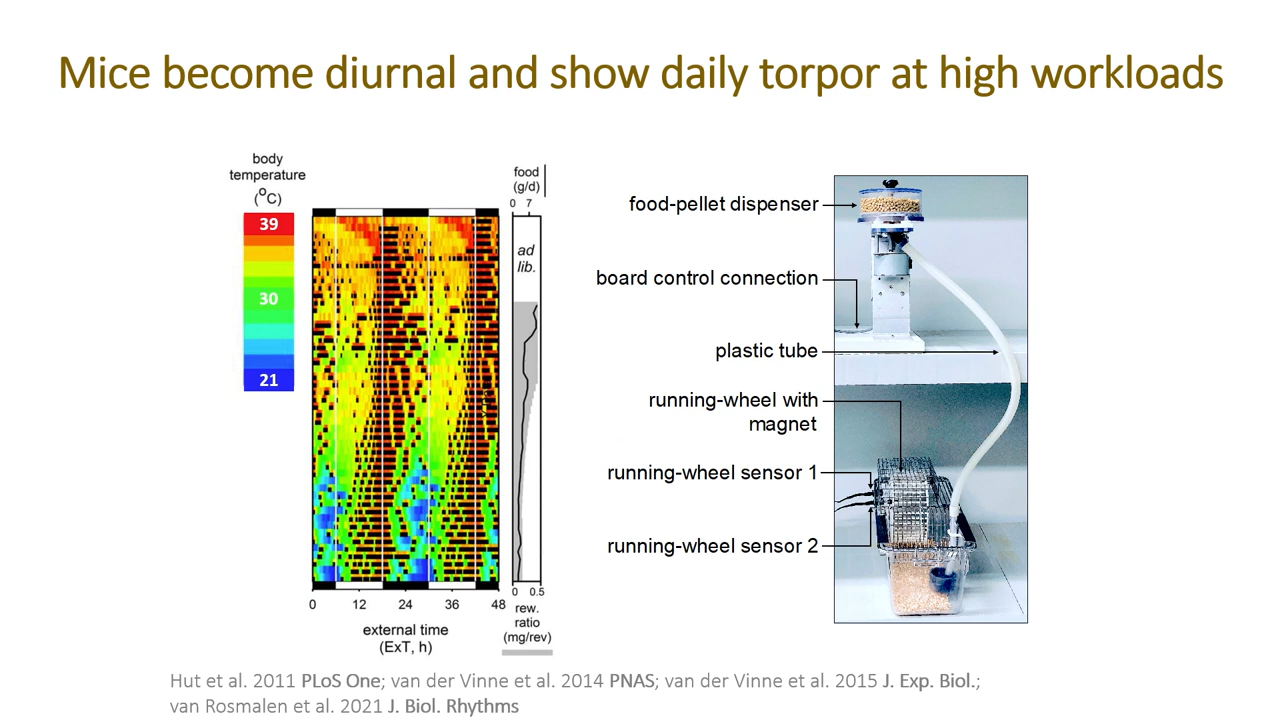 Mice become diurnal and show daily torpor at high workloads
body
temperature
(°C)
39
30
21
food
(g/d)
0 7
ad
lib.
0 12 24 36 48
external time
(ExT, h)
0 0.5
rew.
ratio
(mg/rev)
food-pellet dispenser
board control connection
plastic tube
running-wheel with
magnet
running-wheel sensor 1
running-wheel sensor 2
Hut et al. 2011 PLoS One; van der Vinne et al. 2014 PNAS; van der Vinne et al. 2015 J. Exp. Biol.;
van Rosmalen et al. 2021 J. Biol. Rhythms